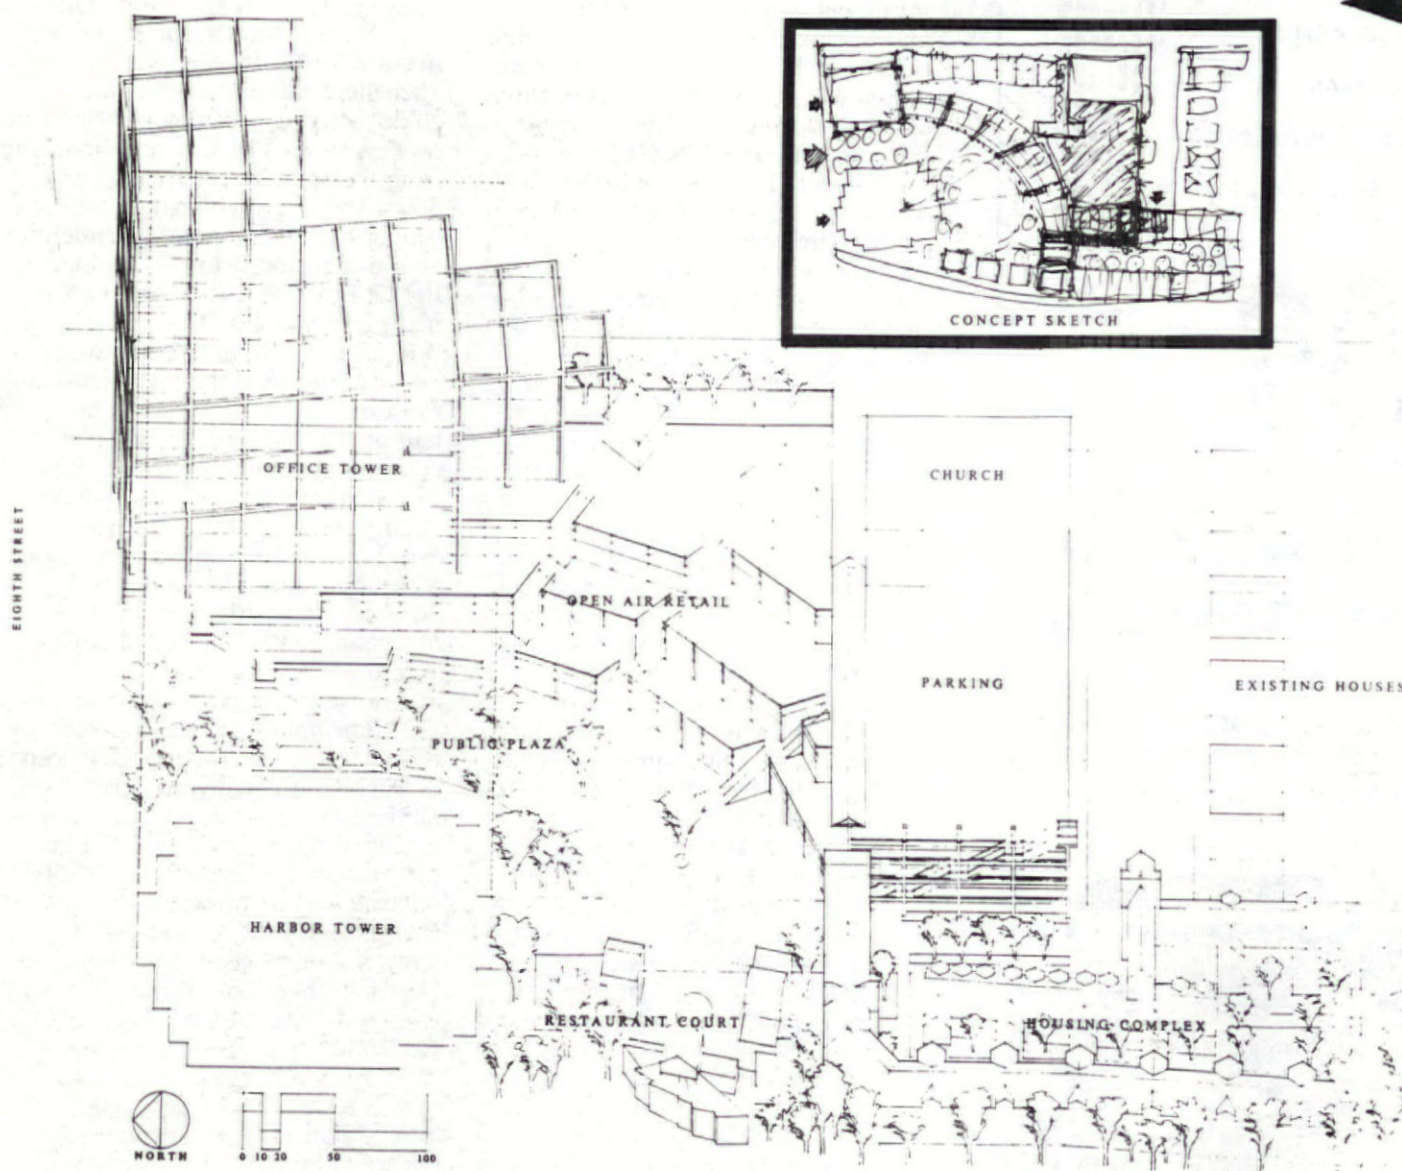 CONCEPT SKETCH
OFFICE TOWER
CHURCH
EIGHTH STREET
OPEN AIR RETAIL
PARKING
EXISTING HOUSES
PUBLIC PLAZA
HARBOR TOWER
RESTAURANT COURT
HOUSING COMPLEX
NORTH
0 10 20 50 100